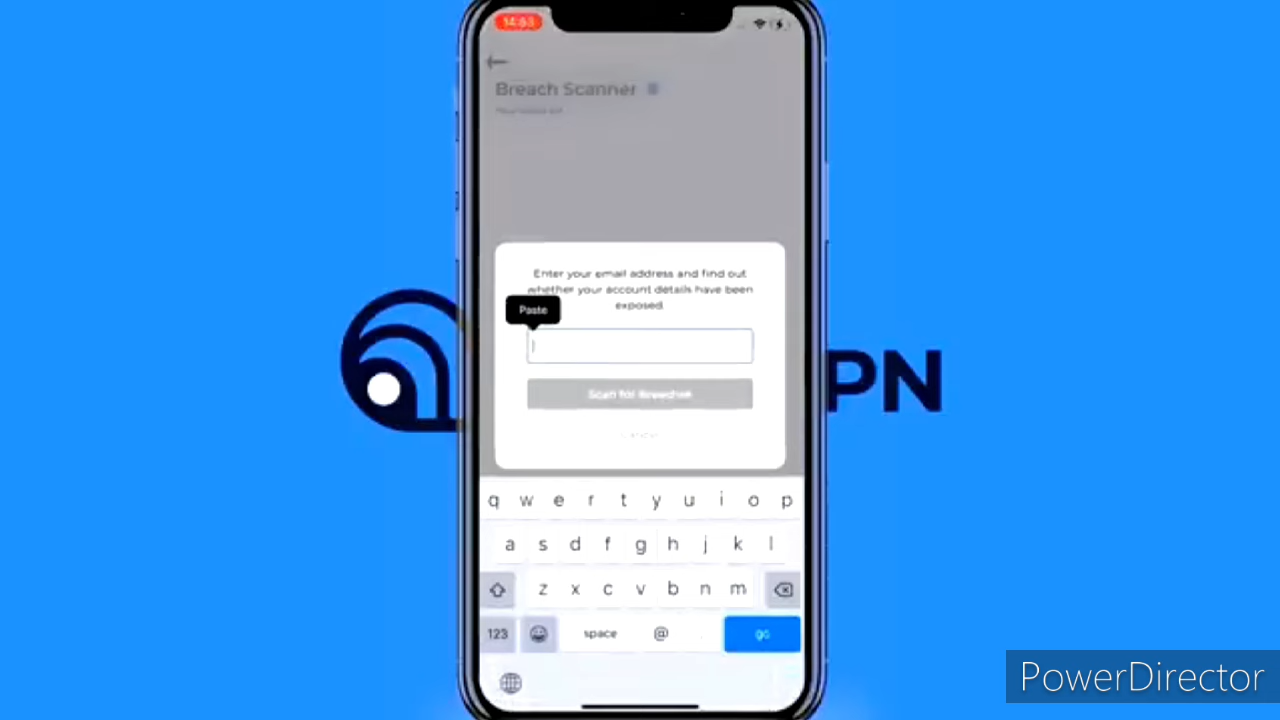 14:53
Breach Scanner
Enter your email address and find out
whether your account details have been
exposed.
Paste
Scan for Breaches
PN
q w e r t y u i o p
a s d f g h j k l
z x c v b n m
123 space @ . go
PowerDirector